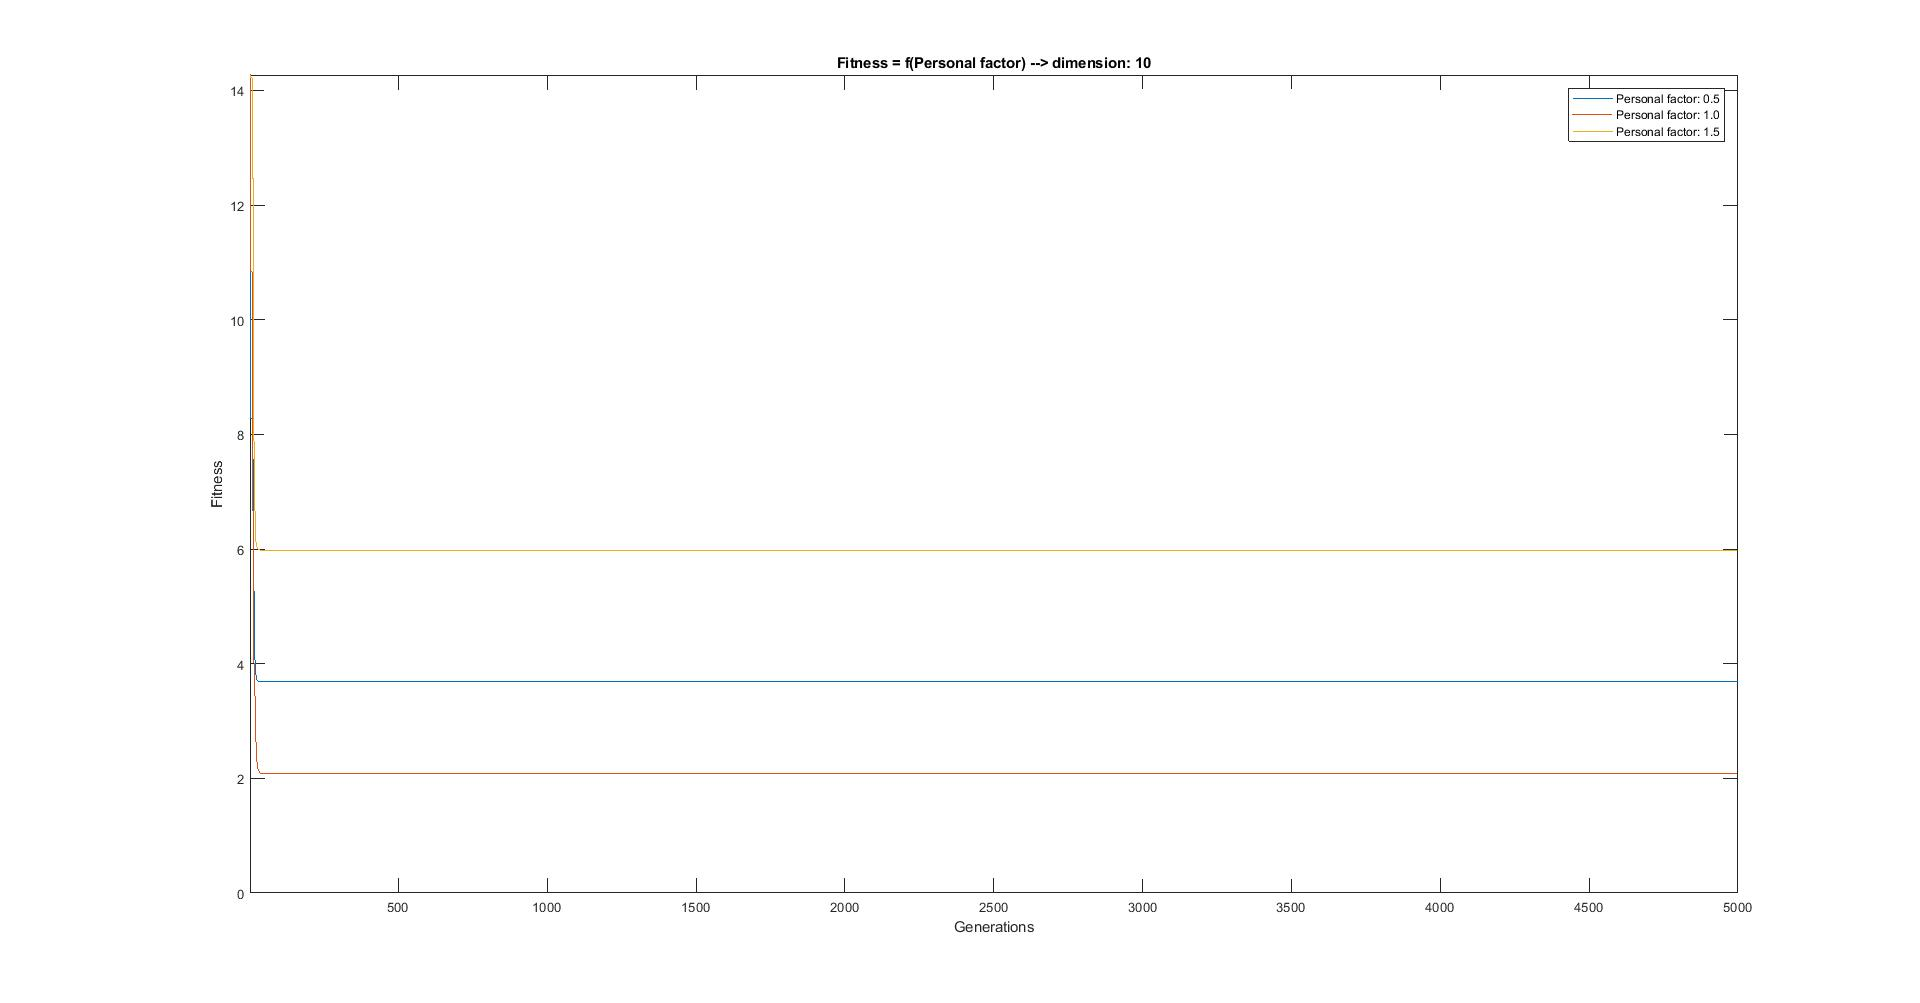 Fitness = f(Personal factor) --> dimension: 10
Personal factor: 0.5
Personal factor: 1.0
Personal factor: 1.5
14
12
10
8
6
4
2
0
Fitness
500 1000 1500 2000 2500 3000 3500 4000 4500 5000
Generations